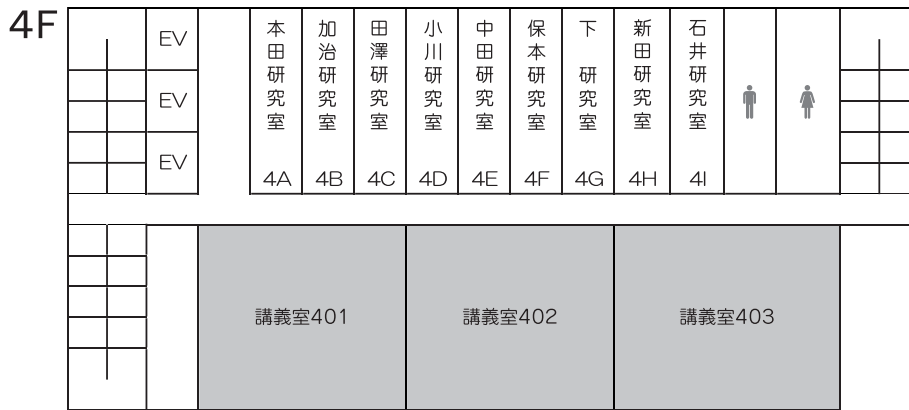 4F
EV
EV
EV
本田研究室
4A
加治研究室
4B
田澤研究室
4C
小川研究室
4D
中田研究室
4E
保本研究室
4F
下 研究室
4G
新田研究室
4H
石井研究室
4I
講義室401
講義室402
講義室403